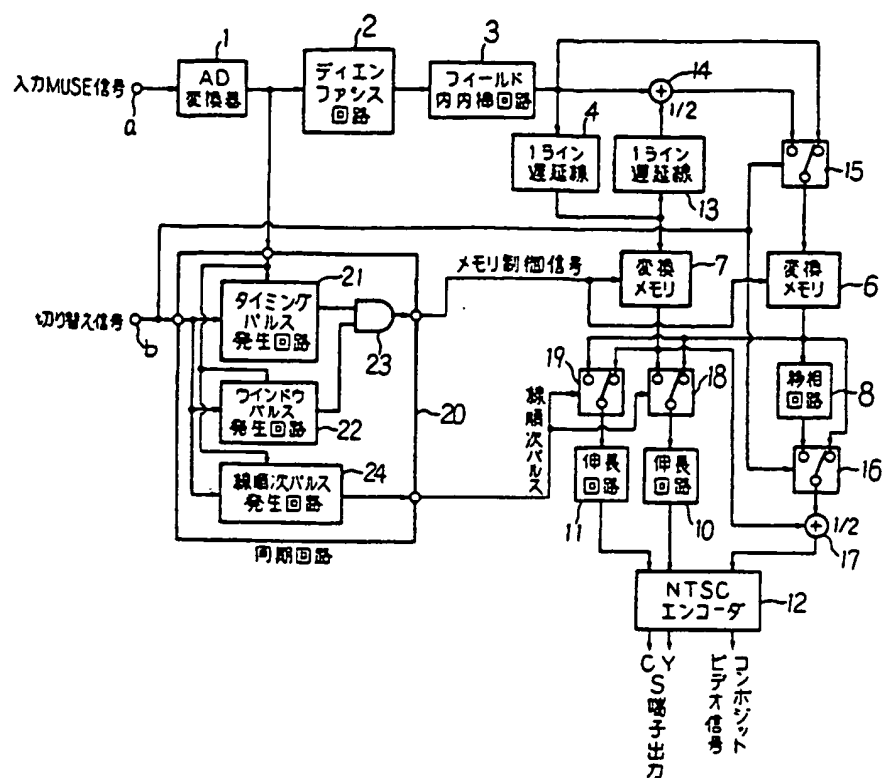 1
AD
変換器
2
ディエン
ファシス
回路
3
フィールド
内内挿回路
入力MUSE信号
a
14
1/2
4
1ライン
遅延線
1ライン
遅延線
13
15
メモリ制御信号
変換
メモリ
7
変換
メモリ
6
切り替え信号
b
21
タイミング
パルス
発生回路
23
ウインドウ
パルス
発生回路
22
20
線順次パルス
発生回路
24
同期回路
線順次パルス
19
18
移相
回路
8
伸長
回路
11
伸長
回路
10
16
1/2
17
NTSC
エンコーダ
12
C Y
S端子出力
コンポジット
ビデオ信号